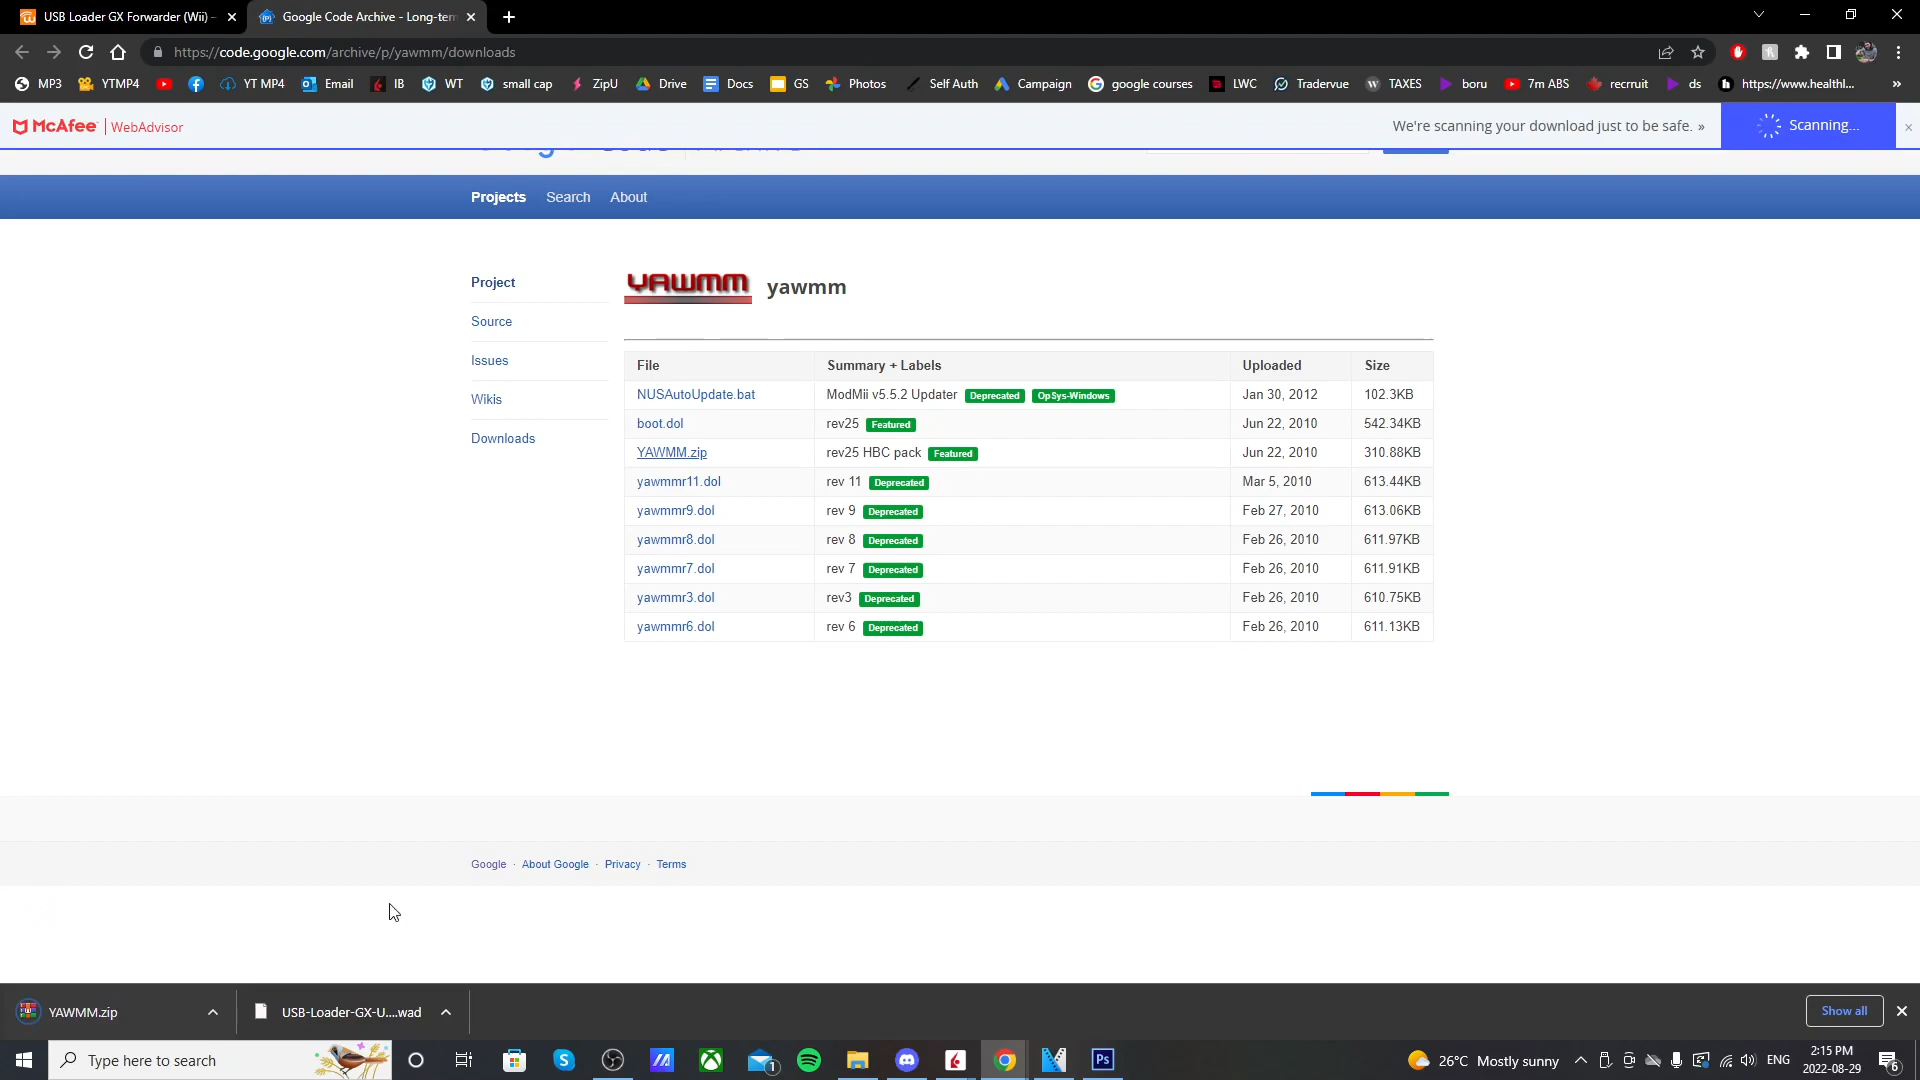 USB Loader GX Forwarder (Wii) –
Google Code Archive - Long-term
https://code.google.com/archive/p/yawmm/downloads
MP3 YTMP4 YT MP4 Email IB WT small cap ZipU Drive Docs GS Photos Self Auth Campaign google courses LWC Tradervue TAXES boru 7m ABS recrruit ds https://www.healthl... »
McAfee | WebAdvisor We're scanning your download just to be safe. » Scanning... ×
Projects Search About
Project
Source
Issues
Wikis
Downloads
YAWMM yawmm
File Summary + Labels Uploaded Size
NUSAutoUpdate.bat ModMii v5.5.2 Updater Deprecated OpSys-Windows Jan 30, 2012 102.3KB
boot.dol rev25 Featured Jun 22, 2010 542.34KB
YAWMM.zip rev25 HBC pack Featured Jun 22, 2010 310.88KB
yawmmr11.dol rev 11 Deprecated Mar 5, 2010 613.44KB
yawmmr9.dol rev 9 Deprecated Feb 27, 2010 613.06KB
yawmmr8.dol rev 8 Deprecated Feb 26, 2010 611.97KB
yawmmr7.dol rev 7 Deprecated Feb 26, 2010 611.91KB
yawmmr3.dol rev3 Deprecated Feb 26, 2010 610.75KB
yawmmr6.dol rev 6 Deprecated Feb 26, 2010 611.13KB
Google · About Google · Privacy · Terms
YAWMM.zip USB-Loader-GX-U....wad Show all
Type here to search Ps 26°C Mostly sunny ENG 2:15 PM
2022-08-29